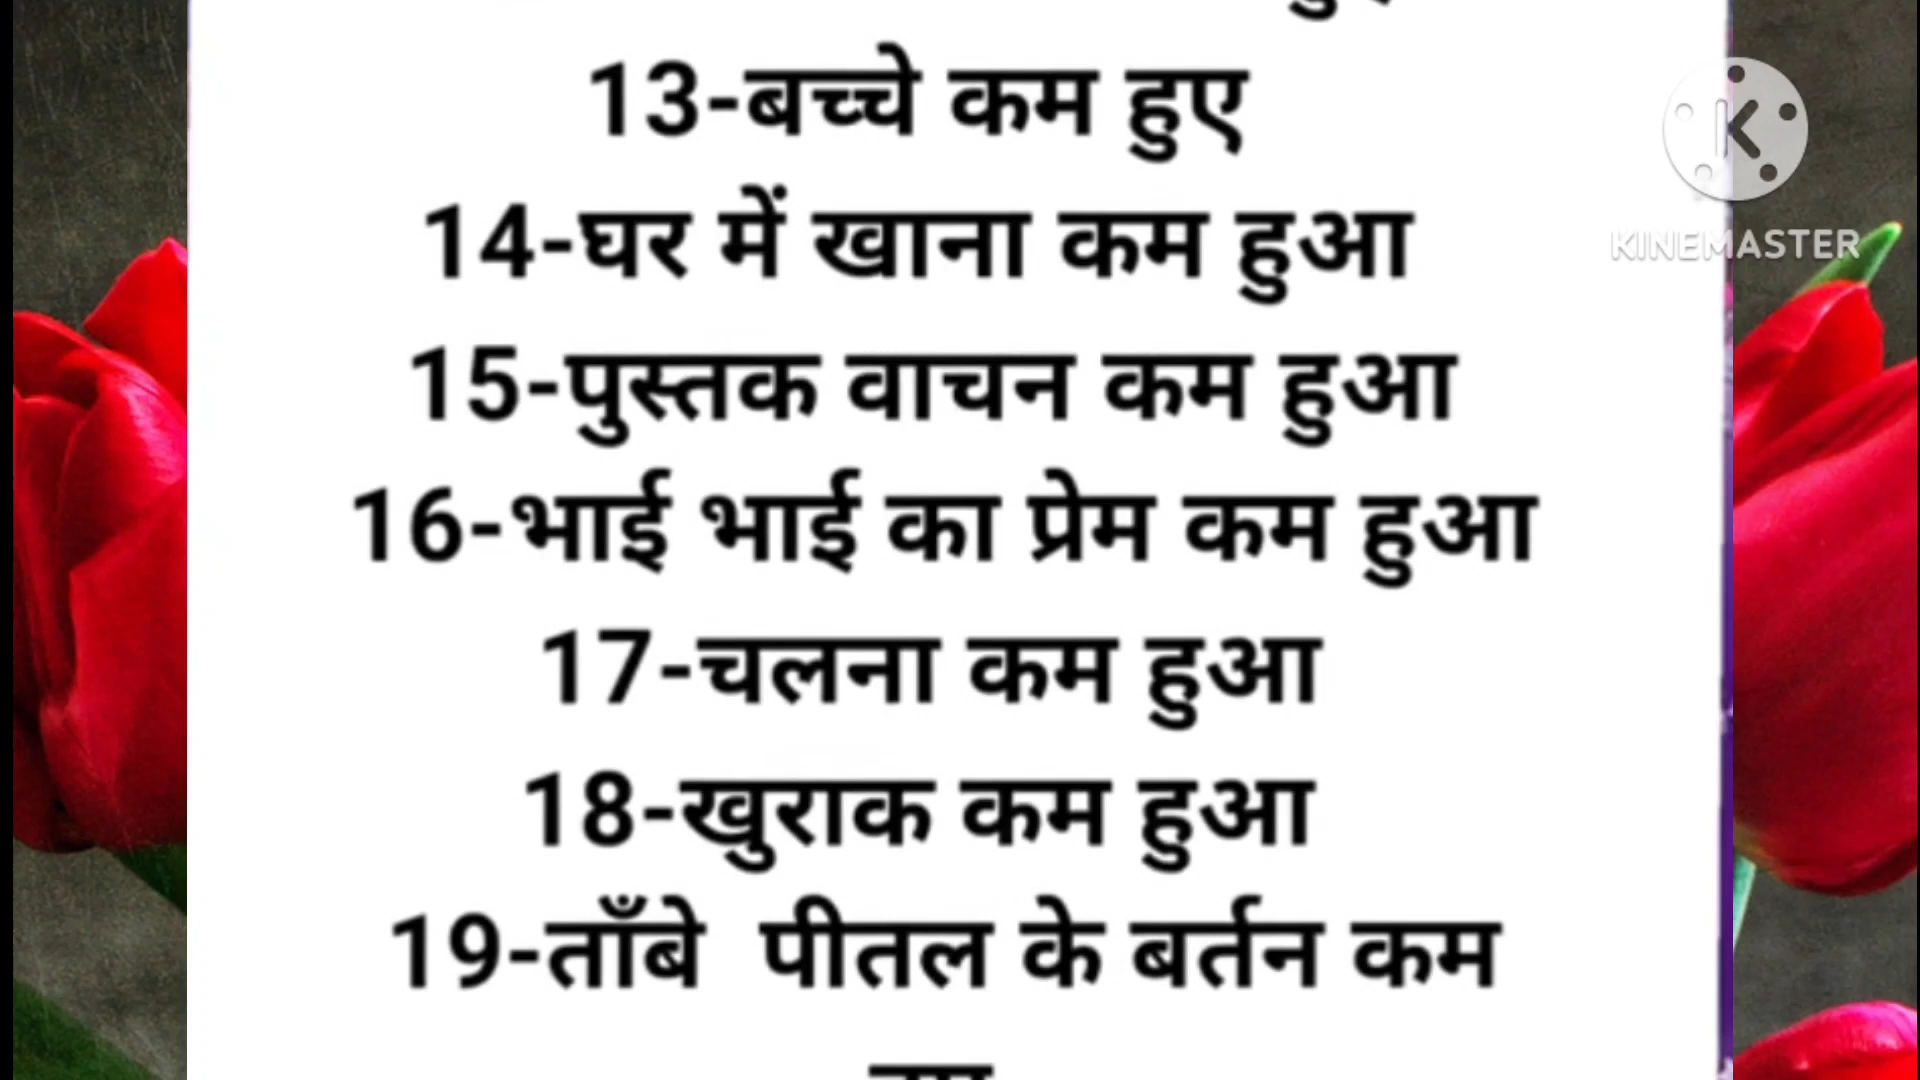 13-बच्चे कम हुए
14-घर में खाना कम हुआ
15-पुस्तक वाचन कम हुआ
16-भाई भाई का प्रेम कम हुआ
17-चलना कम हुआ
18-खुराक कम हुआ
19-ताँबे पीतल के बर्तन कम
KINEMASTER